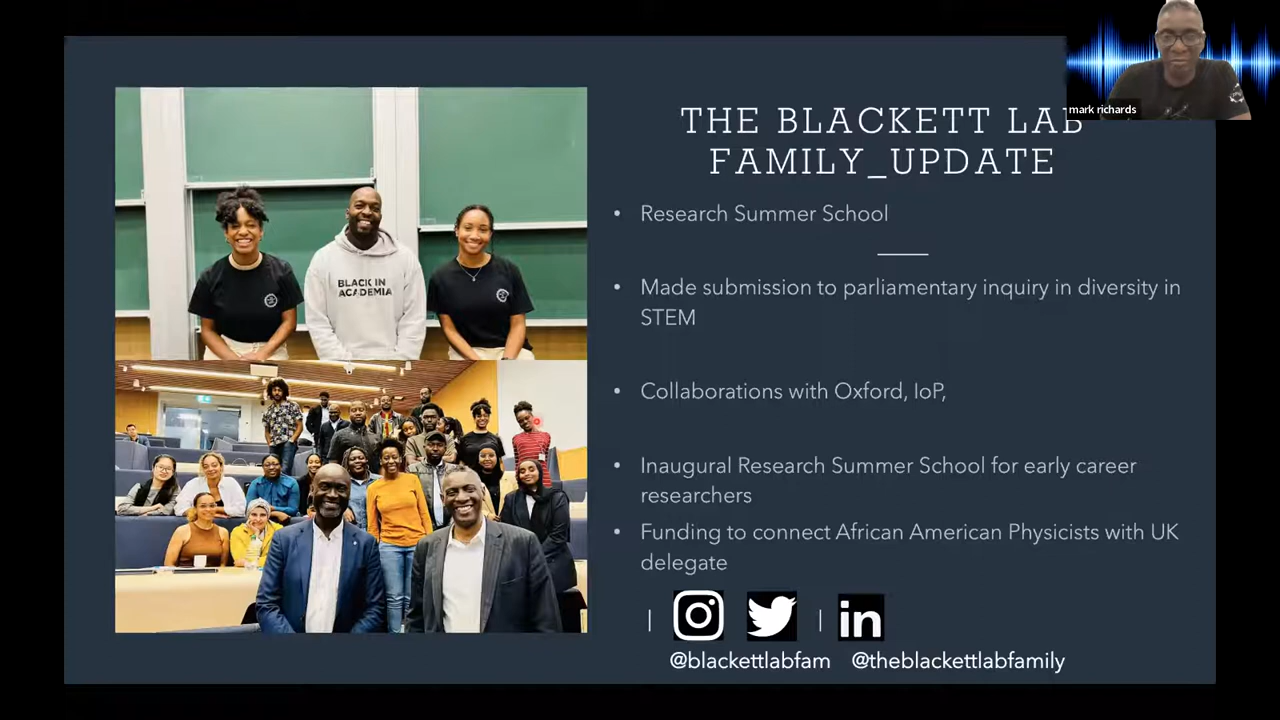 mark richards
THE BLACKETT LAB
FAMILY_UPDATE
• Research Summer School
• Made submission to parliamentary inquiry in diversity in
STEM
• Collaborations with Oxford, IoP,
• Inaugural Research Summer School for early career
researchers
• Funding to connect African American Physicists with UK
delegate
| | in
@blackettlabfam @theblackettlabfamily
BLACK IN
ACADEMIA